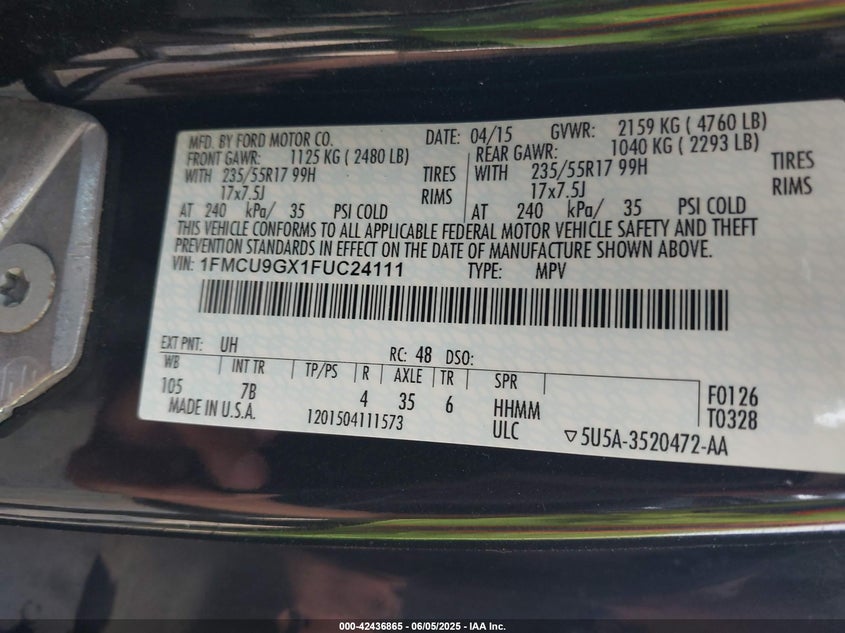 MFD. BY FORD MOTOR CO. DATE: 04/15 GVWR: 2159 KG ( 4760 LB)
FRONT GAWR: 1125 KG ( 2480 LB) REAR GAWR: 1040 KG ( 2293 LB)
WITH 235/55R17 99H TIRES WITH 235/55R17 99H TIRES
17x7.5J RIMS 17x7.5J RIMS
AT 240 kPa/ 35 PSI COLD AT 240 kPa/ 35 PSI COLD
THIS VEHICLE CONFORMS TO ALL APPLICABLE FEDERAL MOTOR VEHICLE SAFETY AND THEFT
PREVENTION STANDARDS IN EFFECT ON THE DATE OF MANUFACTURE SHOWN ABOVE.
VIN: 1FMCU9GX1FUC24111 TYPE: MPV
EXT PNT: UH RC: 48 DSO:
WB INT TR TP/PS R AXLE TR SPR
105 7B 4 35 6 HHMM F0126
MADE IN U.S.A. 1201504111573 ULC T0328
▽5U5A-3520472-AA
000-42436865 | 06/05/2025 - IAA Inc.